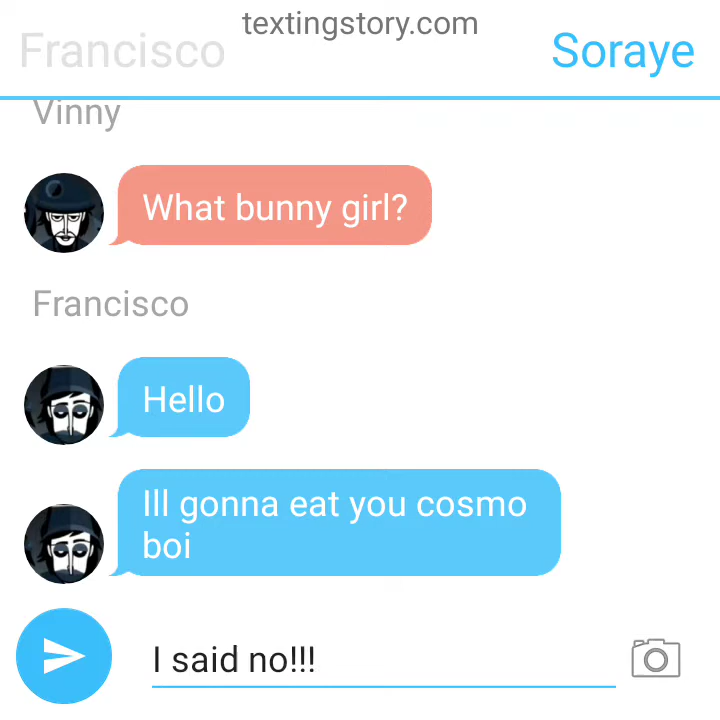 textingstory.com
Francisco
Soraye
Vinny
What bunny girl?
Francisco
Hello
Ill gonna eat you cosmo
boi
I said no!!!